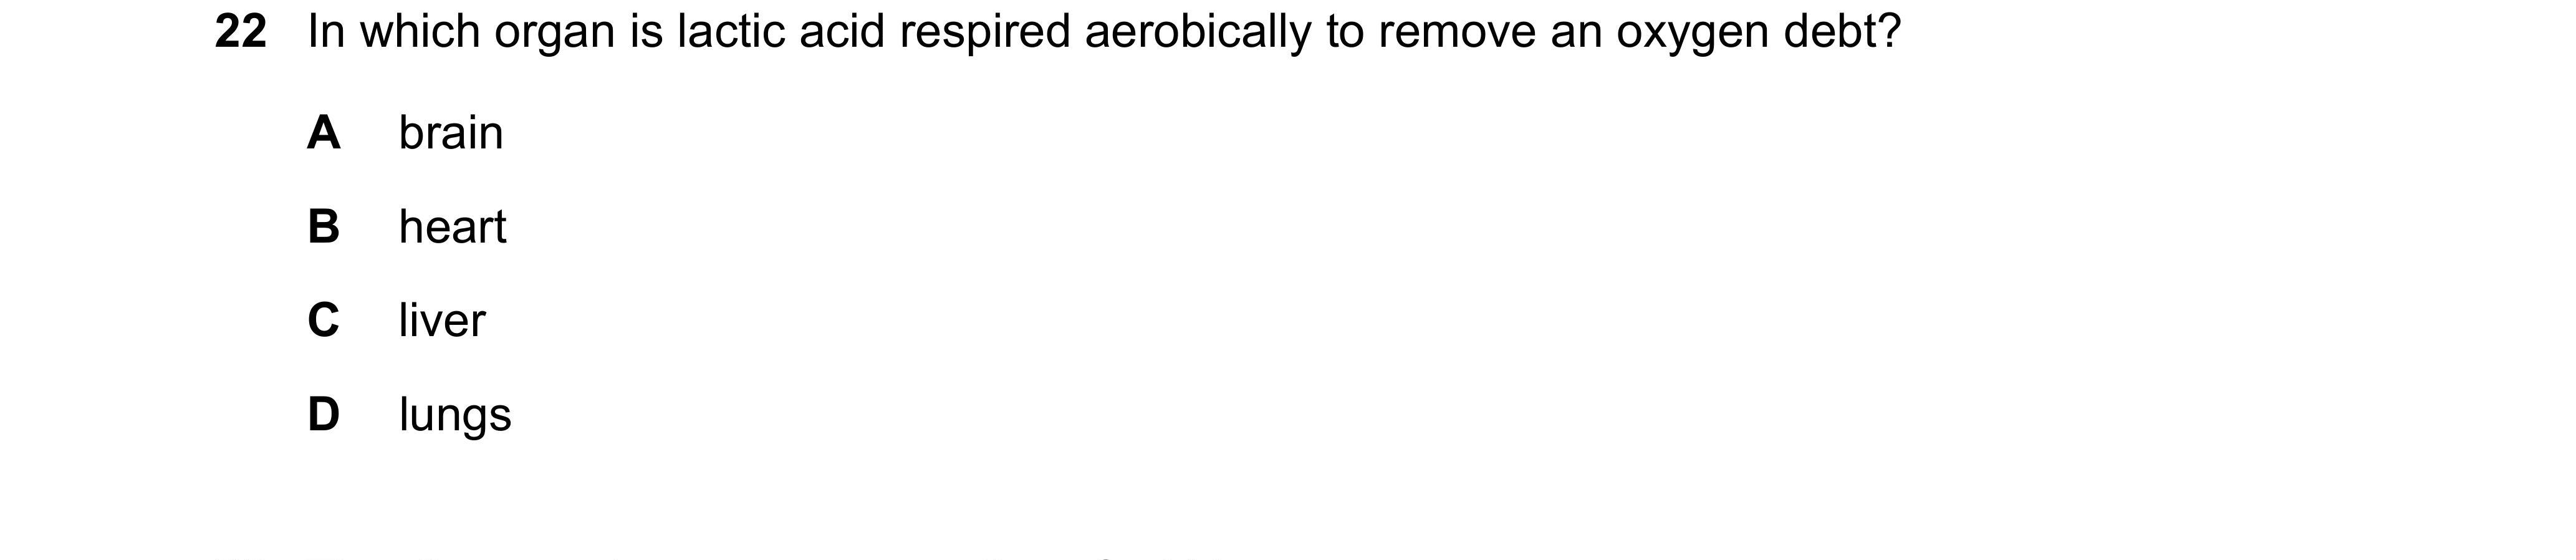 22 In which organ is lactic acid respired aerobically to remove an oxygen debt?
A brain
B heart
C liver
D lungs